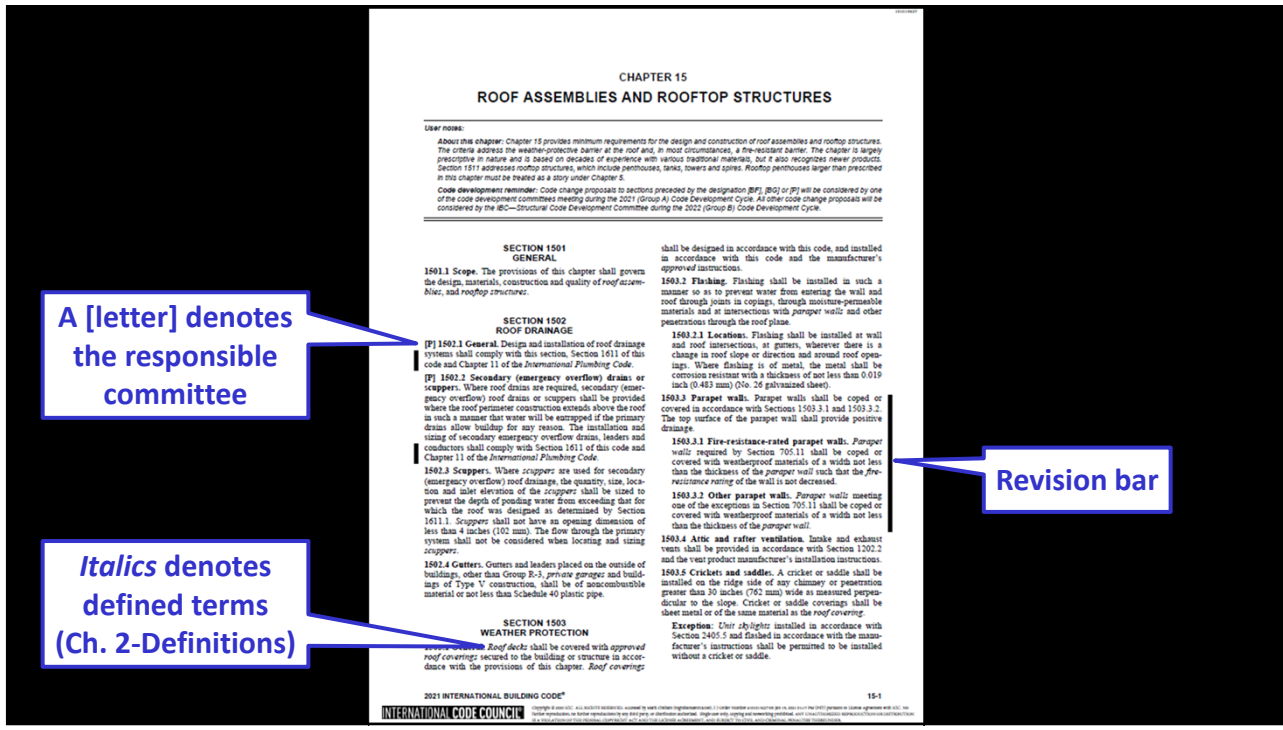 CHAPTER 15
ROOF ASSEMBLIES AND ROOFTOP STRUCTURES
User notes:
About this chapter: Chapter 15 provides minimum requirements for the design and construction of roof assemblies and rooftop structures.
The criteria address the weather-protective barrier at the roof and, in most circumstances, a fire-resistant barrier. The chapter is largely
prescriptive in nature and is based on decades of experience with various traditional materials, but it also recognizes newer products.
Section 1511 addresses rooftop structures, which include penthouses, tanks, towers and spires. Rooftop penthouses larger than prescribed
in this chapter must be treated as a story under Chapter 5.
Code development reminder: Code change proposals to sections preceded by the designation [BF], [BG] or [P] will be considered by one
of the code development committees meeting during the 2021 (Group A) Code Development Cycle. All other code change proposals will be
considered by the IBC—Structural Code Development Committee during the 2022 (Group B) Code Development Cycle.
SECTION 1501
GENERAL
1501.1 Scope. The provisions of this chapter shall govern
the design, materials, construction and quality of roof assem-
blies, and rooftop structures.
SECTION 1502
ROOF DRAINAGE
[P] 1502.1 General. Design and installation of roof drainage
systems shall comply with this section, Section 1611 of this
code and Chapter 11 of the International Plumbing Code.
[P] 1502.2 Secondary (emergency overflow) drains or
scuppers. Where roof drains are required, secondary (emer-
gency overflow) roof drains or scuppers shall be provided
where the roof perimeter construction extends above the roof
in such a manner that water will be entrapped if the primary
drains allow buildup for any reason. The installation and
sizing of secondary emergency overflow drains, leaders and
conductors shall comply with Section 1611 of this code and
Chapter 11 of the International Plumbing Code.
1502.3 Scuppers. Where scuppers are used for secondary
(emergency overflow) roof drainage, the quantity, size, loca-
tion and inlet elevation of the scuppers shall be sized to
prevent the depth of ponding water from exceeding that for
which the roof was designed as determined by Section
1611.1. Scuppers shall not have an opening dimension of
less than 4 inches (102 mm). The flow through the primary
system shall not be considered when locating and sizing
scuppers.
1502.4 Gutters. Gutters and leaders placed on the outside of
buildings, other than Group R-3, private garages and build-
ings of Type V construction, shall be of noncombustible
material or not less than Schedule 40 plastic pipe.
SECTION 1503
WEATHER PROTECTION
Roof decks shall be covered with approved
roof coverings secured to the building or structure in accor-
dance with the provisions of this chapter. Roof coverings
shall be designed in accordance with this code, and installed
in accordance with this code and the manufacturer's
approved instructions.
1503.2 Flashing. Flashing shall be installed in such a
manner so as to prevent water from entering the wall and
roof through joints in copings, through moisture-permeable
materials and at intersections with parapet walls and other
penetrations through the roof plane.
1503.2.1 Locations. Flashing shall be installed at wall
and roof intersections, at gutters, wherever there is a
change in roof slope or direction and around roof open-
ings. Where flashing is of metal, the metal shall be
corrosion resistant with a thickness of not less than 0.019
inch (0.483 mm) (No. 26 galvanized sheet).
1503.3 Parapet walls. Parapet walls shall be coped or
covered in accordance with Sections 1503.3.1 and 1503.3.2.
The top surface of the parapet wall shall provide positive
drainage.
1503.3.1 Fire-resistance-rated parapet walls. Parapet
walls required by Section 705.11 shall be coped or
covered with weatherproof materials of a width not less
than the thickness of the parapet wall such that the fire-
resistance rating of the wall is not decreased.
1503.3.2 Other parapet walls. Parapet walls meeting
one of the exceptions in Section 705.11 shall be coped or
covered with weatherproof materials of a width not less
than the thickness of the parapet wall.
1503.4 Attic and rafter ventilation. Intake and exhaust
vents shall be provided in accordance with Section 1202.2
and the vent product manufacturer's installation instructions.
1503.5 Crickets and saddles. A cricket or saddle shall be
installed on the ridge side of any chimney or penetration
greater than 30 inches (762 mm) wide as measured perpen-
dicular to the slope. Cricket or saddle coverings shall be
sheet metal or of the same material as the roof covering.
Exception: Unit skylights installed in accordance with
Section 2405.5 and flashed in accordance with the manu-
facturer's instructions shall be permitted to be installed
without a cricket or saddle.
2021 INTERNATIONAL BUILDING CODE®
15-1
INTERNATIONAL CODE COUNCIL®
A [letter] denotes
the responsible
committee
Italics denotes
defined terms
(Ch. 2-Definitions)
Revision bar